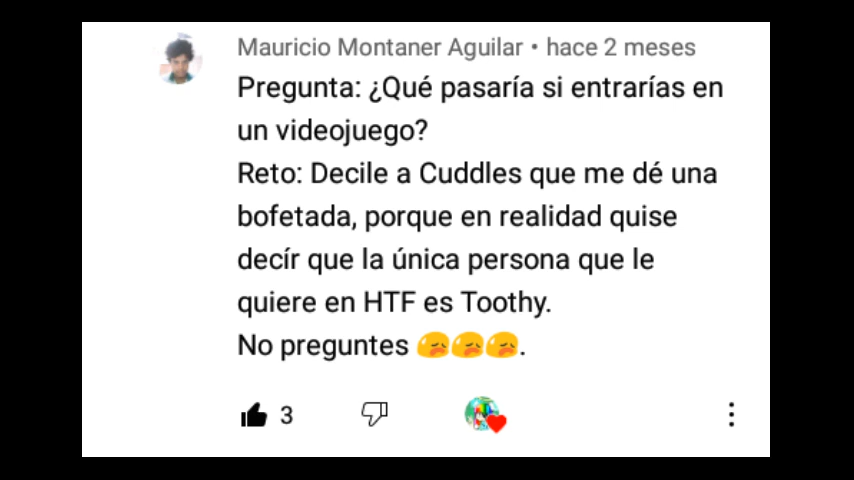 Mauricio Montaner Aguilar • hace 2 meses
Pregunta: ¿Qué pasaría si entrarías en
un videojuego?
Reto: Decile a Cuddles que me dé una
bofetada, porque en realidad quise
decír que la única persona que le
quiere en HTF es Toothy.
No preguntes 😥😥😥.
3